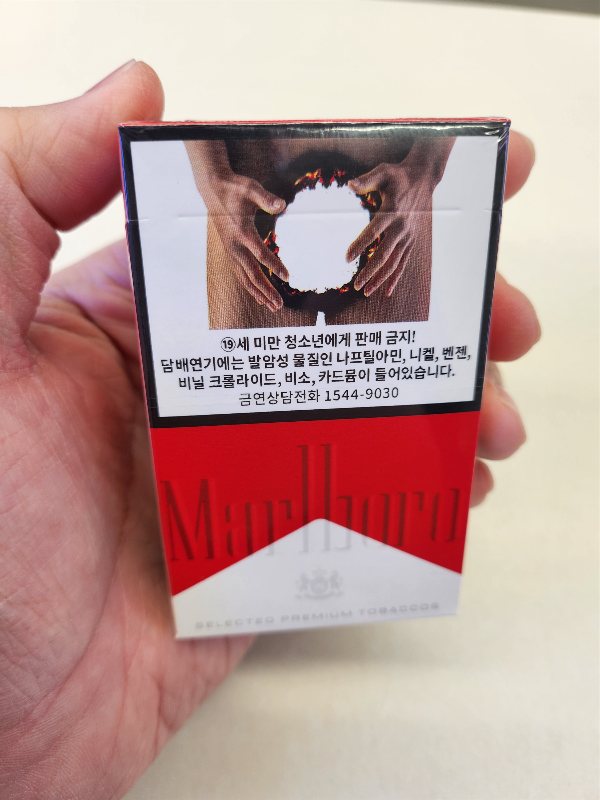 ⑲세 미만 청소년에게 판매 금지!
담배연기에는 발암성 물질인 나프틸아민, 니켈, 벤젠,
비닐 크롤라이드, 비소, 카드뮴이 들어있습니다.
금연상담전화 1544-9030
Marlboro
SELECTED PREMIUM TOBACCOS